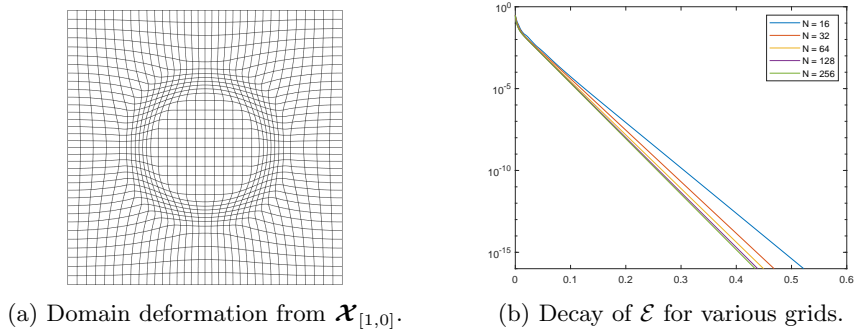 10^0
10^-5
10^-10
10^-15
0 0.1 0.2 0.3 0.4 0.5 0.6
N = 16
N = 32
N = 64
N = 128
N = 256
(a) Domain deformation from 𝓧[1,0].
(b) Decay of ℰ for various grids.